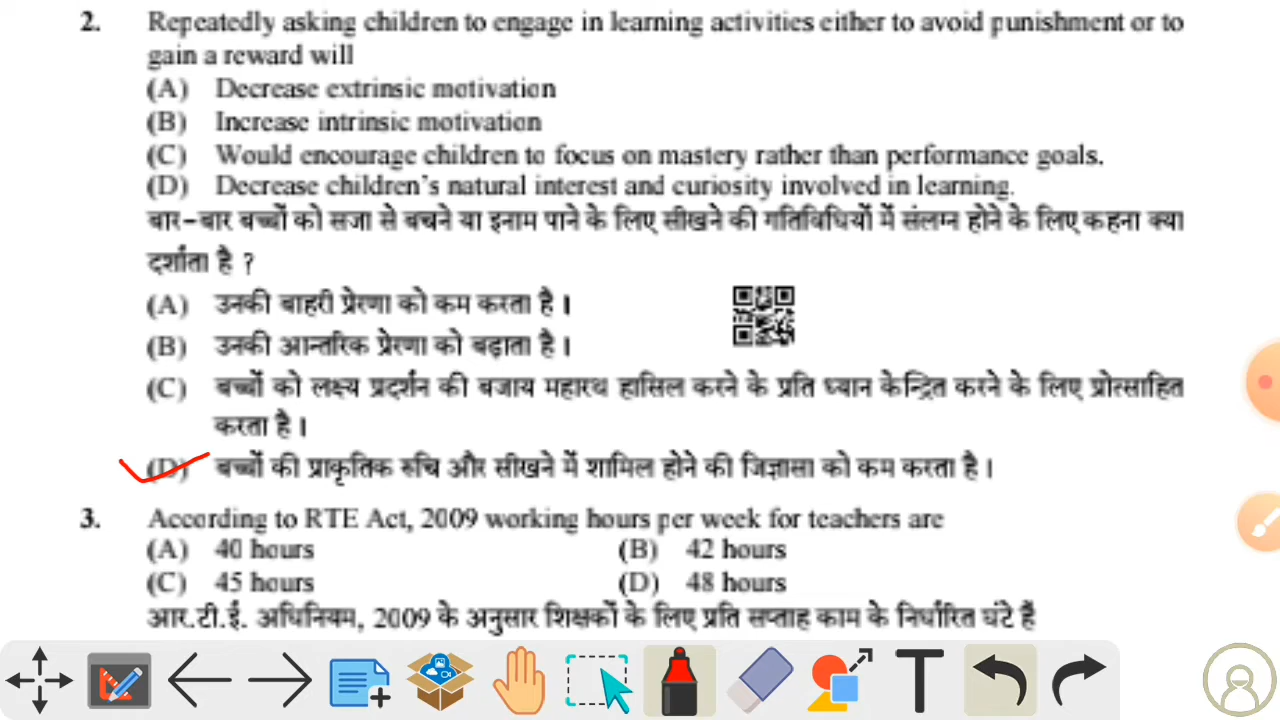 2. Repeatedly asking children to engage in learning activities either to avoid punishment or to
gain a reward will
(A) Decrease extrinsic motivation
(B) Increase intrinsic motivation
(C) Would encourage children to focus on mastery rather than performance goals.
(D) Decrease children's natural interest and curiosity involved in learning.
बार-बार बच्चों को सजा से बचने या इनाम पाने के लिए सीखने की गतिविधियों में संलग्न होने के लिए कहना क्या
दर्शाता है ?
(A) उनकी बाहरी प्रेरणा को कम करता है ।
(B) उनकी आन्तरिक प्रेरणा को बढ़ाता है ।
(C) बच्चों को लक्ष्य प्रदर्शन की बजाय महारथ हासिल करने के प्रति ध्यान केन्द्रित करने के लिए प्रोत्साहित
करता है ।
(D) बच्चों की प्राकृतिक रुचि और सीखने में शामिल होने की जिज्ञासा को कम करता है ।
3. According to RTE Act, 2009 working hours per week for teachers are
(A) 40 hours (B) 42 hours
(C) 45 hours (D) 48 hours
आर.टी.ई. अधिनियम, 2009 के अनुसार शिक्षकों के लिए प्रति सप्ताह काम के निर्धारित घंटे हैं
T